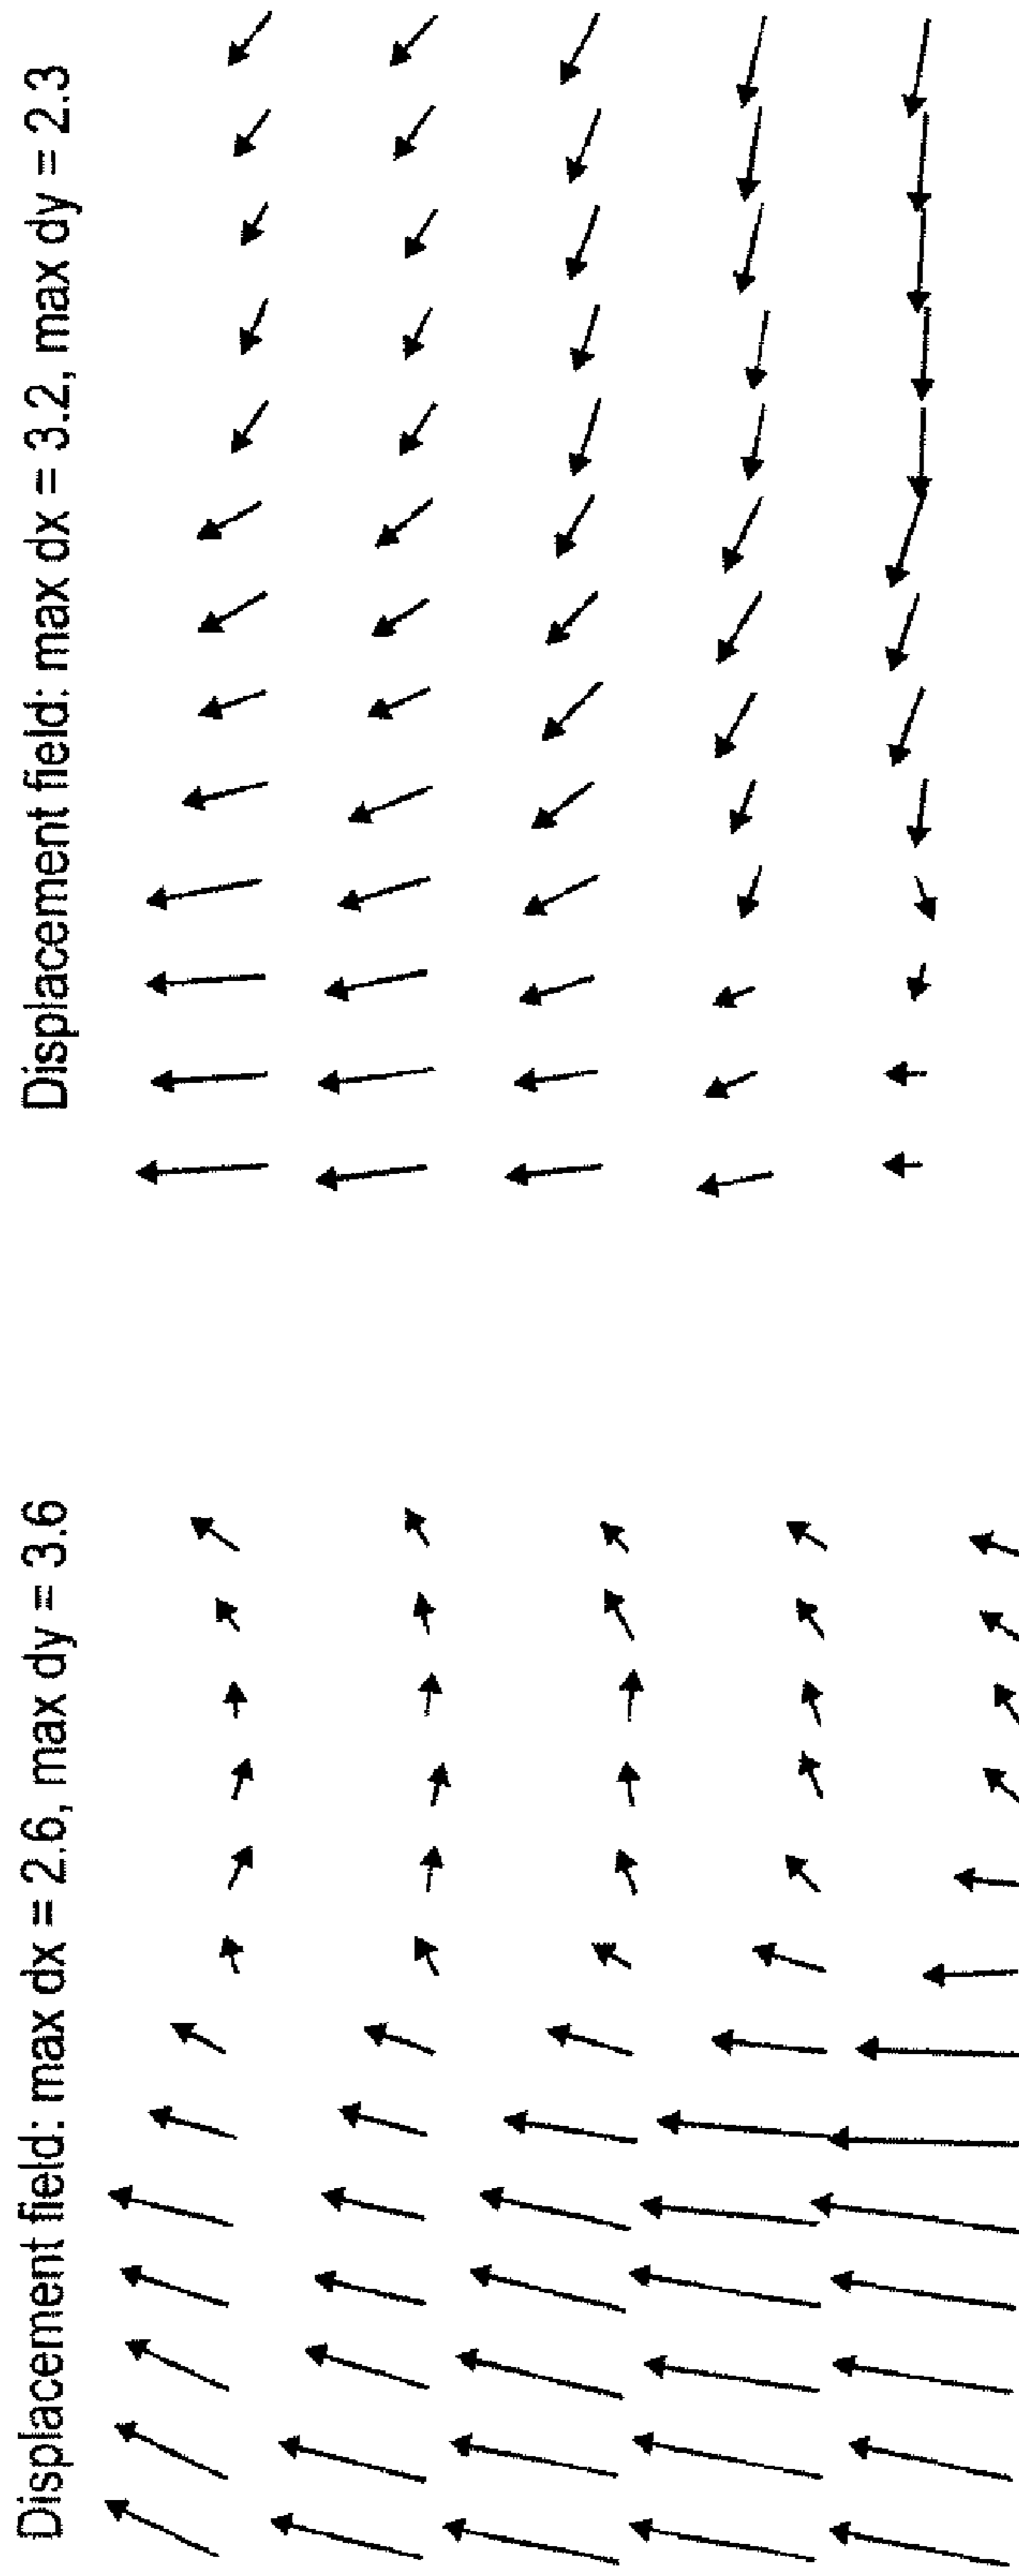 Displacement field: max dx = 2.6, max dy = 3.6
Displacement field: max dx = 3.2, max dy = 2.3